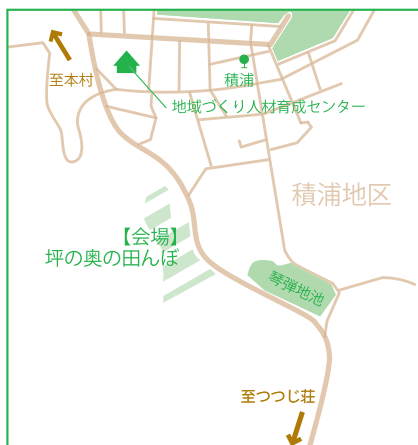 至本村
積浦
地域づくり人材育成センター
積浦地区
【会場】
坪の奥の田んぼ
琴弾地池
至つつじ荘